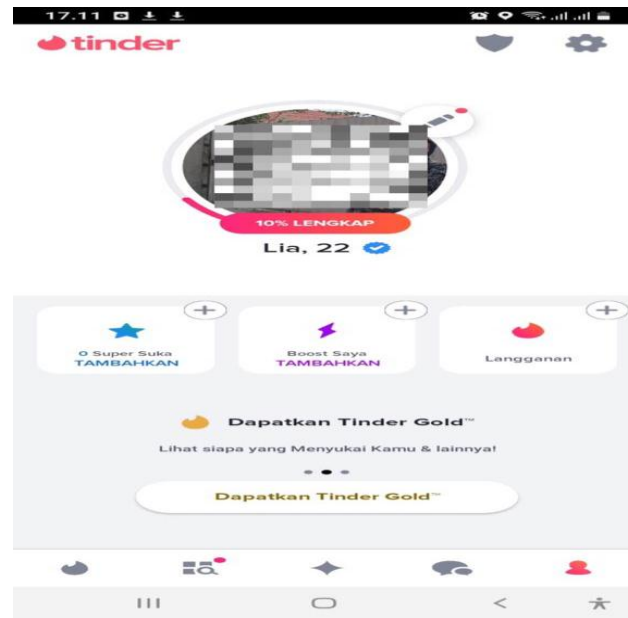 17.11
tinder
10% LENGKAP
Lia, 22
0 Super Suka
TAMBAHKAN
Boost Saya
TAMBAHKAN
Langganan
Dapatkan Tinder Gold™
Lihat siapa yang Menyukai Kamu & lainnya!
Dapatkan Tinder Gold™